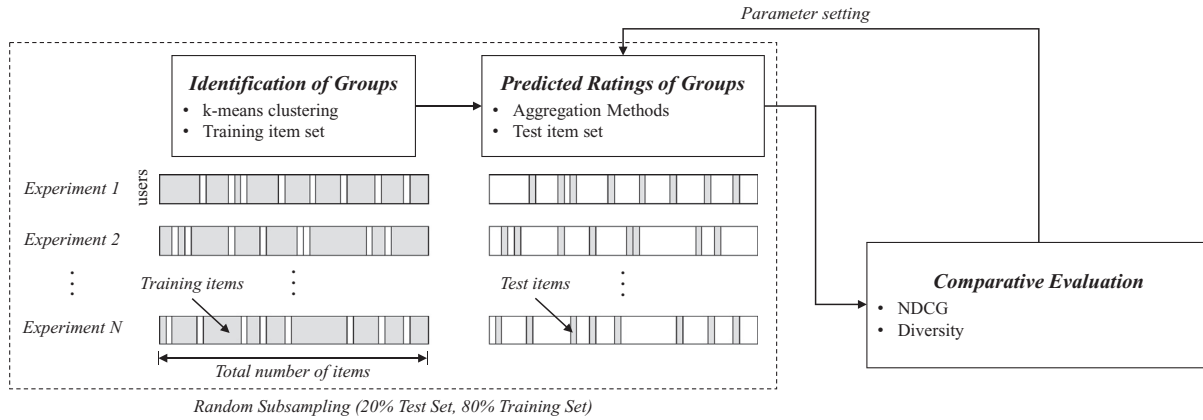 Parameter setting
Identification of Groups
• k-means clustering
• Training item set
Predicted Ratings of Groups
• Aggregation Methods
• Test item set
users
Experiment 1
Experiment 2
Training items
Test items
Experiment N
Total number of items
Comparative Evaluation
• NDCG
• Diversity
Random Subsampling (20% Test Set, 80% Training Set)